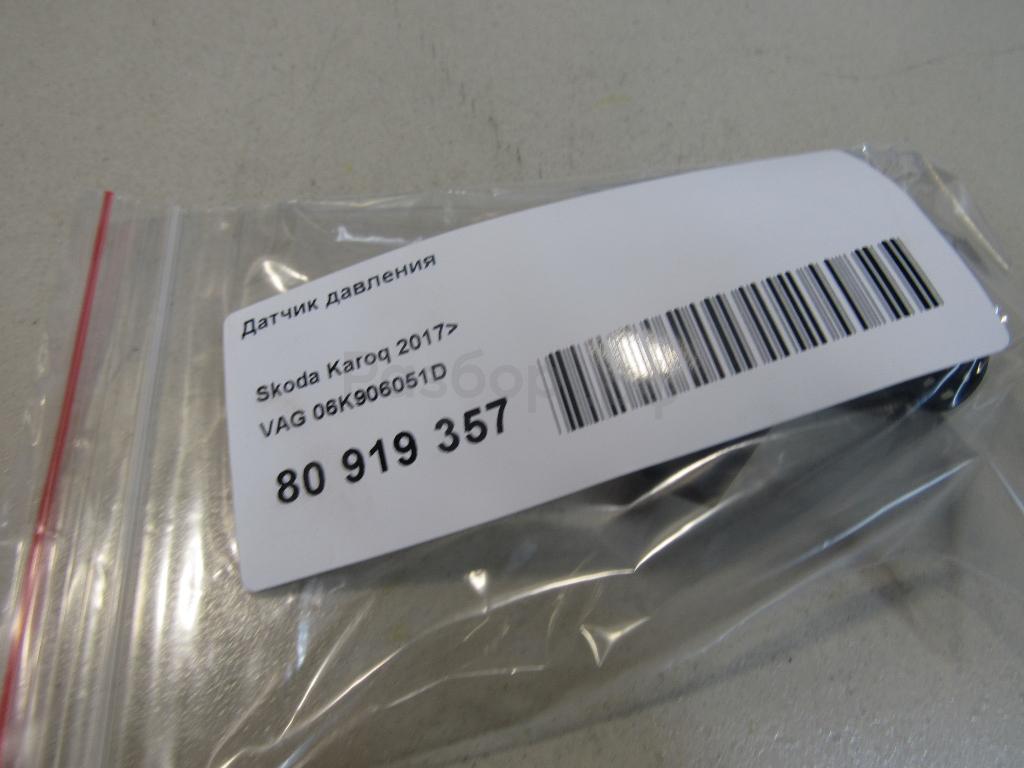 Датчик давления
Skoda Karoq 2017>
VAG 06K906051D
80 919 357